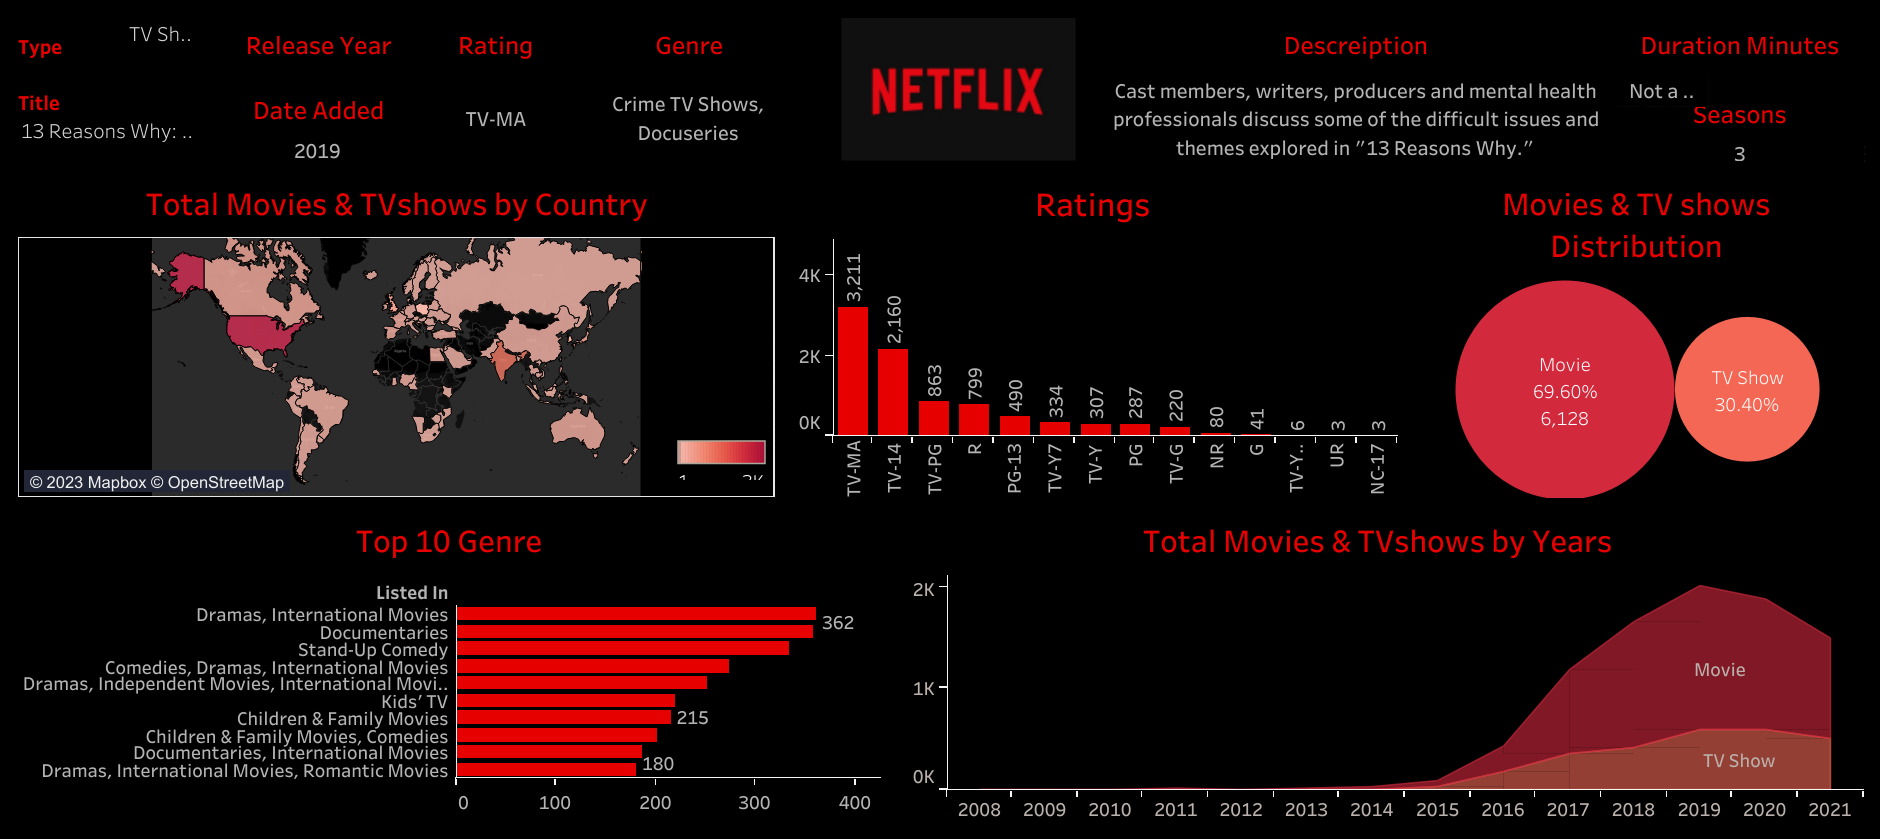 Type
TV Sh..
Title
13 Reasons Why: ..
Release Year
Date Added
2019
Rating
TV-MA
Genre
Crime TV Shows,
Docuseries
NETFLIX
Descreiption
Cast members, writers, producers and mental health
professionals discuss some of the difficult issues and
themes explored in "13 Reasons Why."
Duration Minutes
Not a ..
Seasons
3
Total Movies & TVshows by Country
© 2023 Mapbox © OpenStreetMap
Ratings
4K
2K
0K
3,211
2,160
863
799
490
334
307
287
220
80
41
6
3
3
TV-MA
TV-14
TV-PG
R
PG-13
TV-Y7
TV-Y
PG
TV-G
NR
G
TV-Y..
UR
NC-17
Movies & TV shows
Distribution
Movie
69.60%
6,128
TV Show
30.40%
Top 10 Genre
Listed In
Dramas, International Movies
Documentaries
Stand-Up Comedy
Comedies, Dramas, International Movies
Dramas, Independent Movies, International Movi..
Kids' TV
Children & Family Movies
Children & Family Movies, Comedies
Documentaries, International Movies
Dramas, International Movies, Romantic Movies
362
215
180
0 100 200 300 400
Total Movies & TVshows by Years
2K
1K
0K
Movie
TV Show
2008 2009 2010 2011 2012 2013 2014 2015 2016 2017 2018 2019 2020 2021